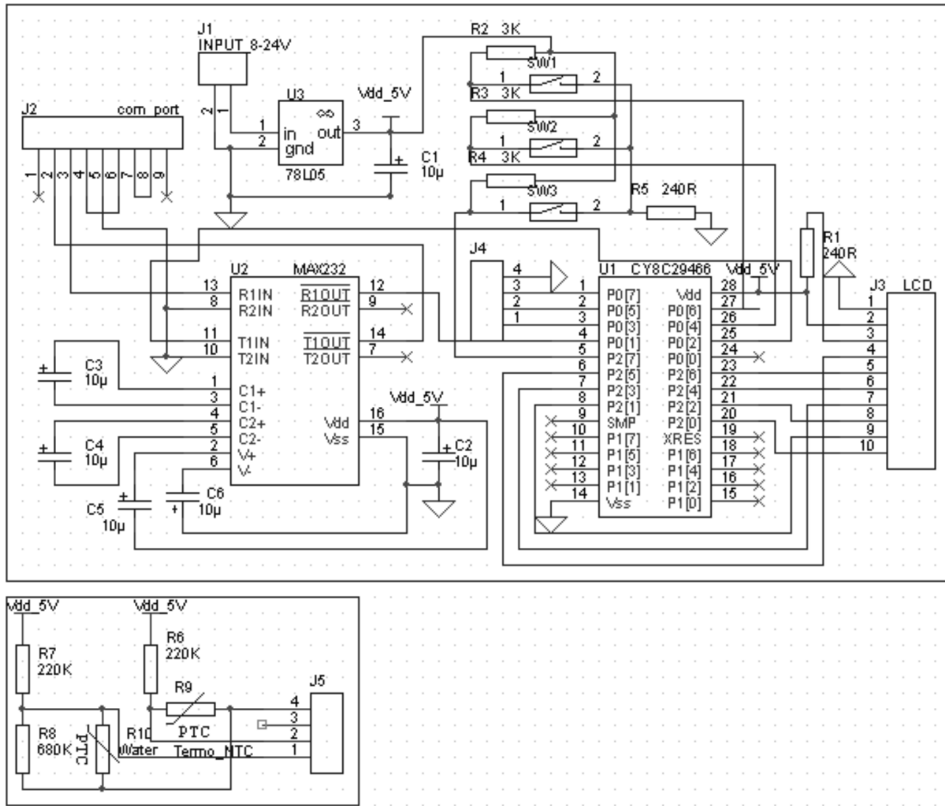 J1
INPUT 8-24V
J2 com port
1 2 3 4 5 6 7 8 9
2 1
U3
1 in out 3
2 gnd
78L05
Vdd_5V
C1
10µ
R2 3K
SW1
1 2
R3 3K
SW2
1 2
R4 3K
SW3
1 2
R5 240R
R1
240R
U2 MAX232
13 R1IN R1OUT 12
8 R2IN R2OUT 9
11 T1IN T1OUT 14
10 T2IN T2OUT 7
1 C1+
3 C1-
4 C2+
5 C2-
2 V+
6 V-
Vdd 16
Vss 15
C3
10µ
C4
10µ
C5
10µ
C6
10µ
Vdd_5V
C2
10µ
J4
4
3
2
1
U1 CY8C29466
Vdd_5V
1 P0[7] Vdd 28
2 P0[5] P0[6] 27
3 P0[3] P0[4] 26
4 P0[1] P0[2] 25
5 P2[7] P0[0] 24
6 P2[5] P2[6] 23
7 P2[3] P2[4] 22
8 P2[1] P2[2] 21
9 SMP P2[0] 20
10 P1[7] XRES 19
11 P1[5] P1[6] 18
12 P1[3] P1[4] 17
13 P1[1] P1[2] 16
14 Vss P1[0] 15
J3 LCD
1
2
3
4
5
6
7
8
9
10
Vdd_5V
Vdd_5V
R7
220K
R6
220K
R9
PTC
R8
680K
PTC
R10
Water
Termo_NTC
J5
4
3
2
1